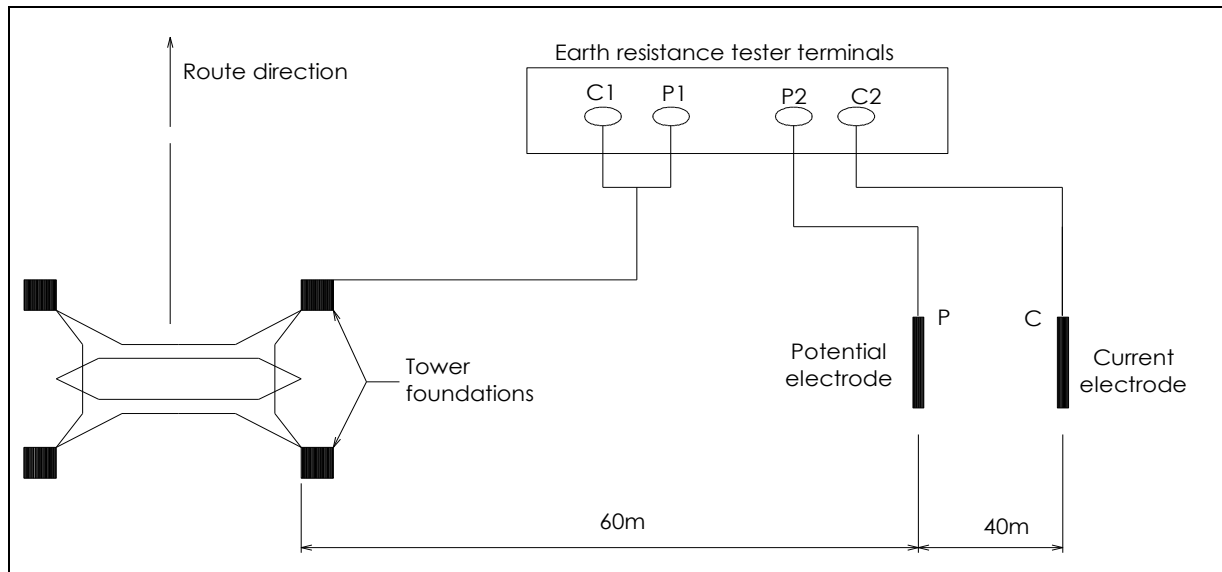 Earth resistance tester terminals
Route direction
C1 P1 P2 C2
P C
Potential
electrode
Current
electrode
Tower
foundations
60m 40m